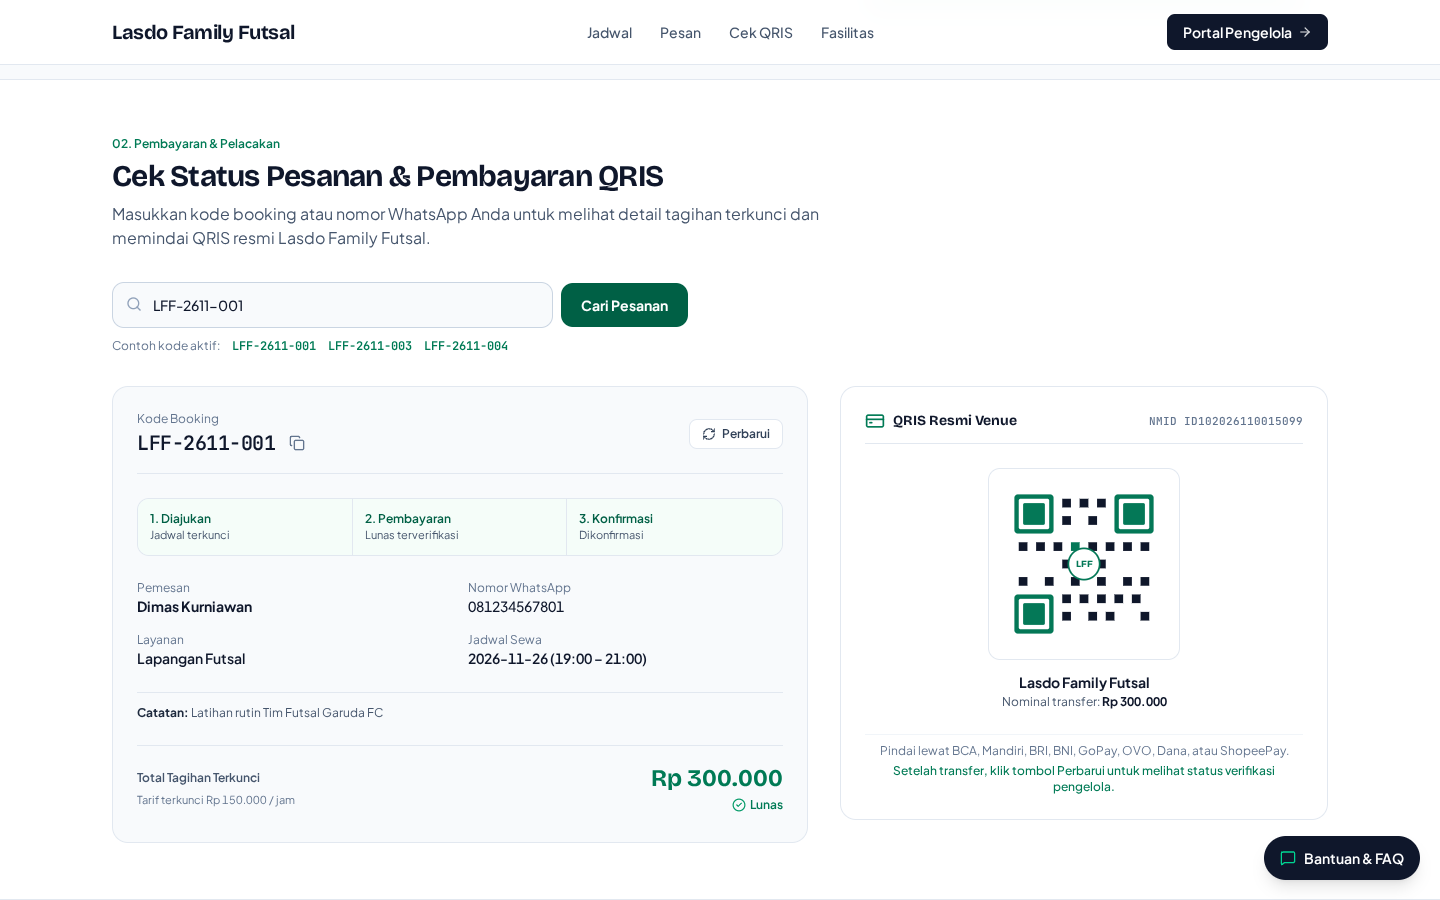 Lasdo Family Futsal
Jadwal
Pesan
Cek QRIS
Fasilitas
Portal Pengelola
02. Pembayaran & Pelacakan
Cek Status Pesanan & Pembayaran QRIS
Masukkan kode booking atau nomor WhatsApp Anda untuk melihat detail tagihan terkunci dan
memindai QRIS resmi Lasdo Family Futsal.
LFF-2611-001
Cari Pesanan
Contoh kode aktif: LFF-2611-001 LFF-2611-003 LFF-2611-004
Kode Booking
LFF-2611-001
Perbarui
1. Diajukan
Jadwal terkunci
2. Pembayaran
Lunas terverifikasi
3. Konfirmasi
Dikonfirmasi
Pemesan
Dimas Kurniawan
Nomor WhatsApp
081234567801
Layanan
Lapangan Futsal
Jadwal Sewa
2026-11-26 (19:00 – 21:00)
Catatan: Latihan rutin Tim Futsal Garuda FC
Total Tagihan Terkunci
Tarif terkunci Rp 150.000 / jam
Rp 300.000
Lunas
QRIS Resmi Venue
NMID ID102026110015099
LFF
Lasdo Family Futsal
Nominal transfer: Rp 300.000
Pindai lewat BCA, Mandiri, BRI, BNI, GoPay, OVO, Dana, atau ShopeePay.
Setelah transfer, klik tombol Perbarui untuk melihat status verifikasi
pengelola.
Bantuan & FAQ